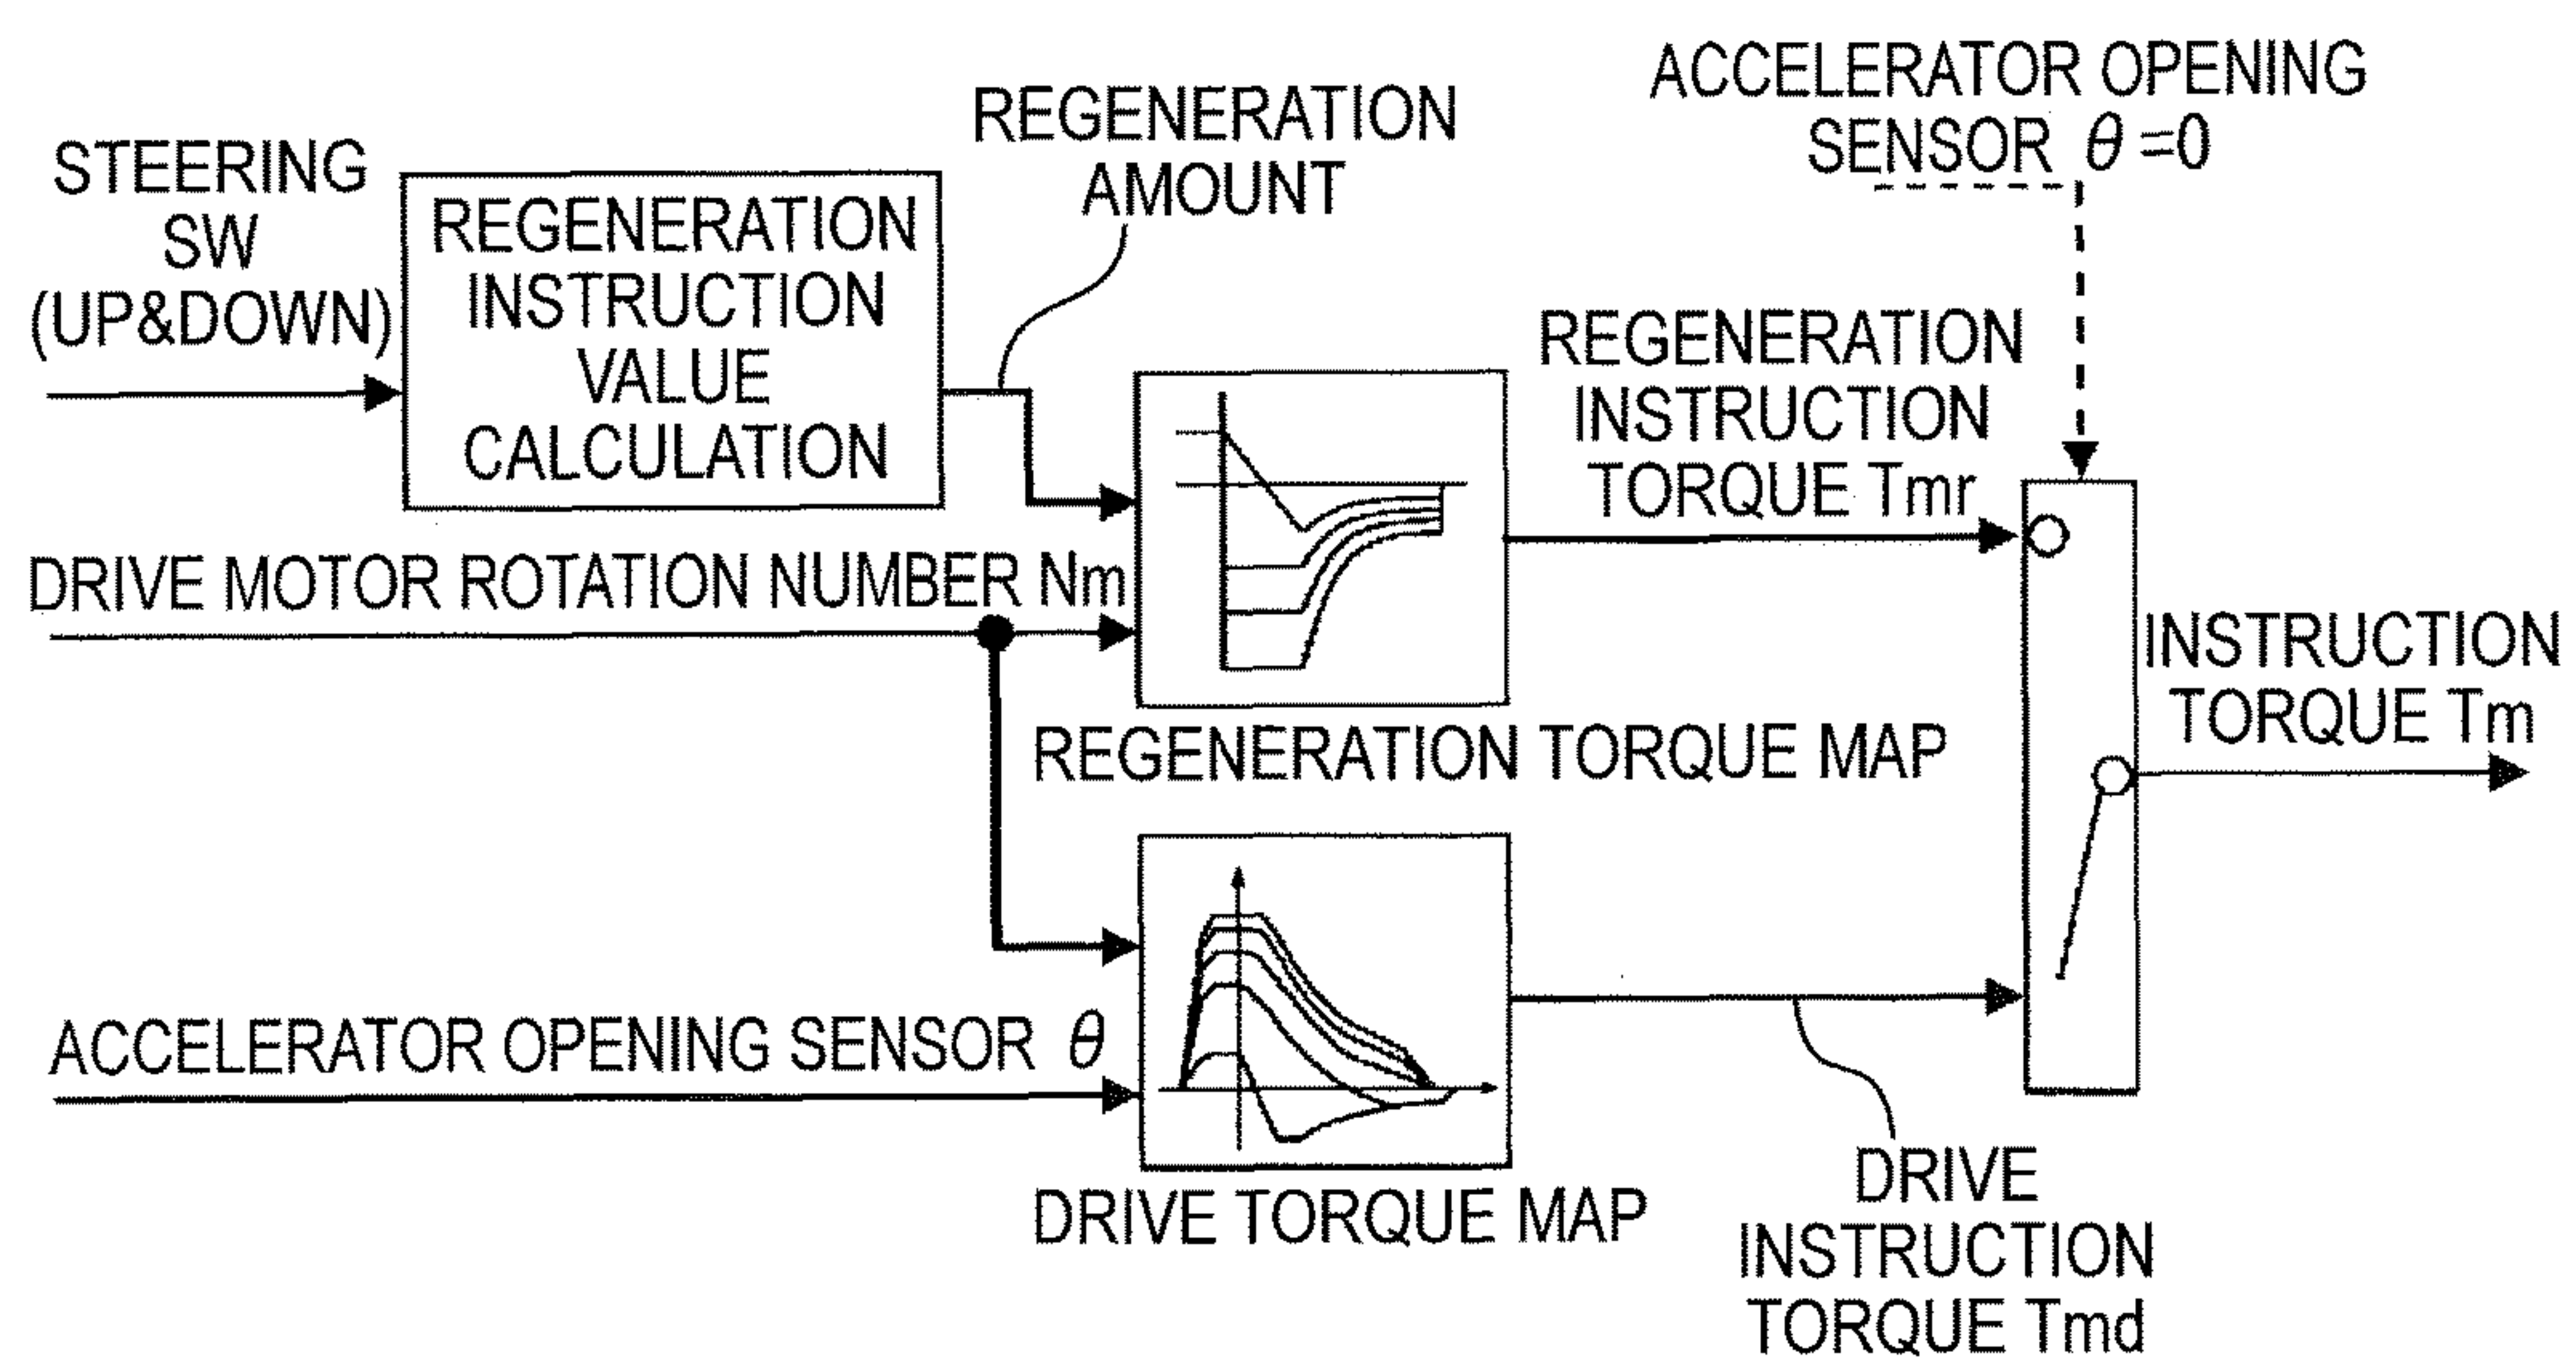 ACCELERATOR OPENING
SENSOR θ =0
REGENERATION
AMOUNT
STEERING
SW
(UP&DOWN)
REGENERATION
INSTRUCTION
VALUE
CALCULATION
REGENERATION
INSTRUCTION
TORQUE Tmr
DRIVE MOTOR ROTATION NUMBER Nm
INSTRUCTION
TORQUE Tm
REGENERATION TORQUE MAP
ACCELERATOR OPENING SENSOR θ
DRIVE TORQUE MAP
DRIVE
INSTRUCTION
TORQUE Tmd